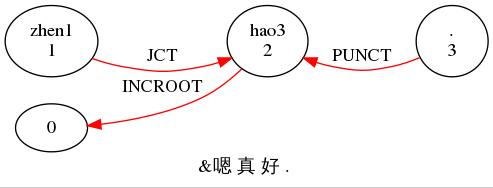 zhen1
1
JCT
hao3
2
PUNCT
.
3
INCROOT
0
&嗯 真 好 .